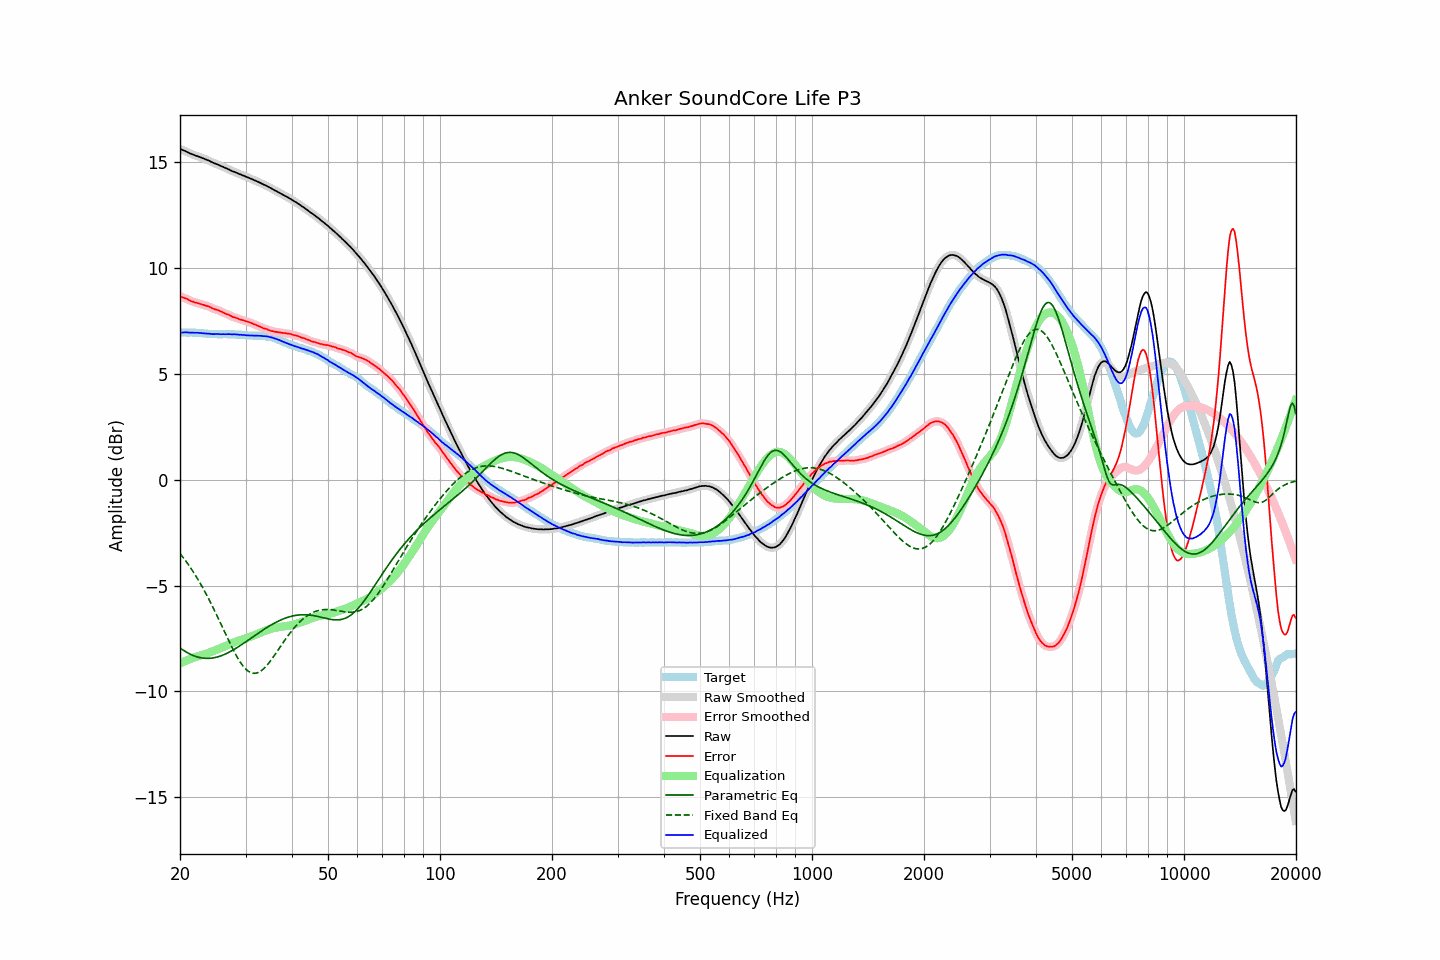 Anker SoundCore Life P3
Amplitude (dBr)
15
10
5
0
−5
−10
−15
Target
Raw Smoothed
Error Smoothed
Raw
Error
Equalization
Parametric Eq
Fixed Band Eq
Equalized
20 50 100 200 500 1000 2000 5000 10000 20000
Frequency (Hz)